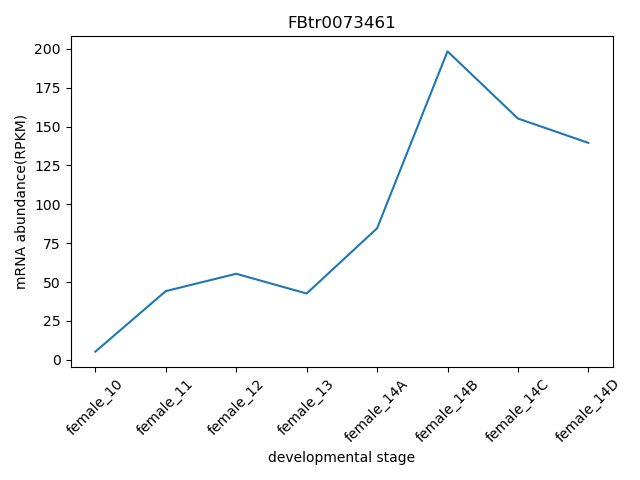 FBtr0073461
mRNA abundance(RPKM)
200
175
150
125
100
75
50
25
0
female_10
female_11
female_12
female_13
female_14A
female_14B
female_14C
female_14D
developmental stage